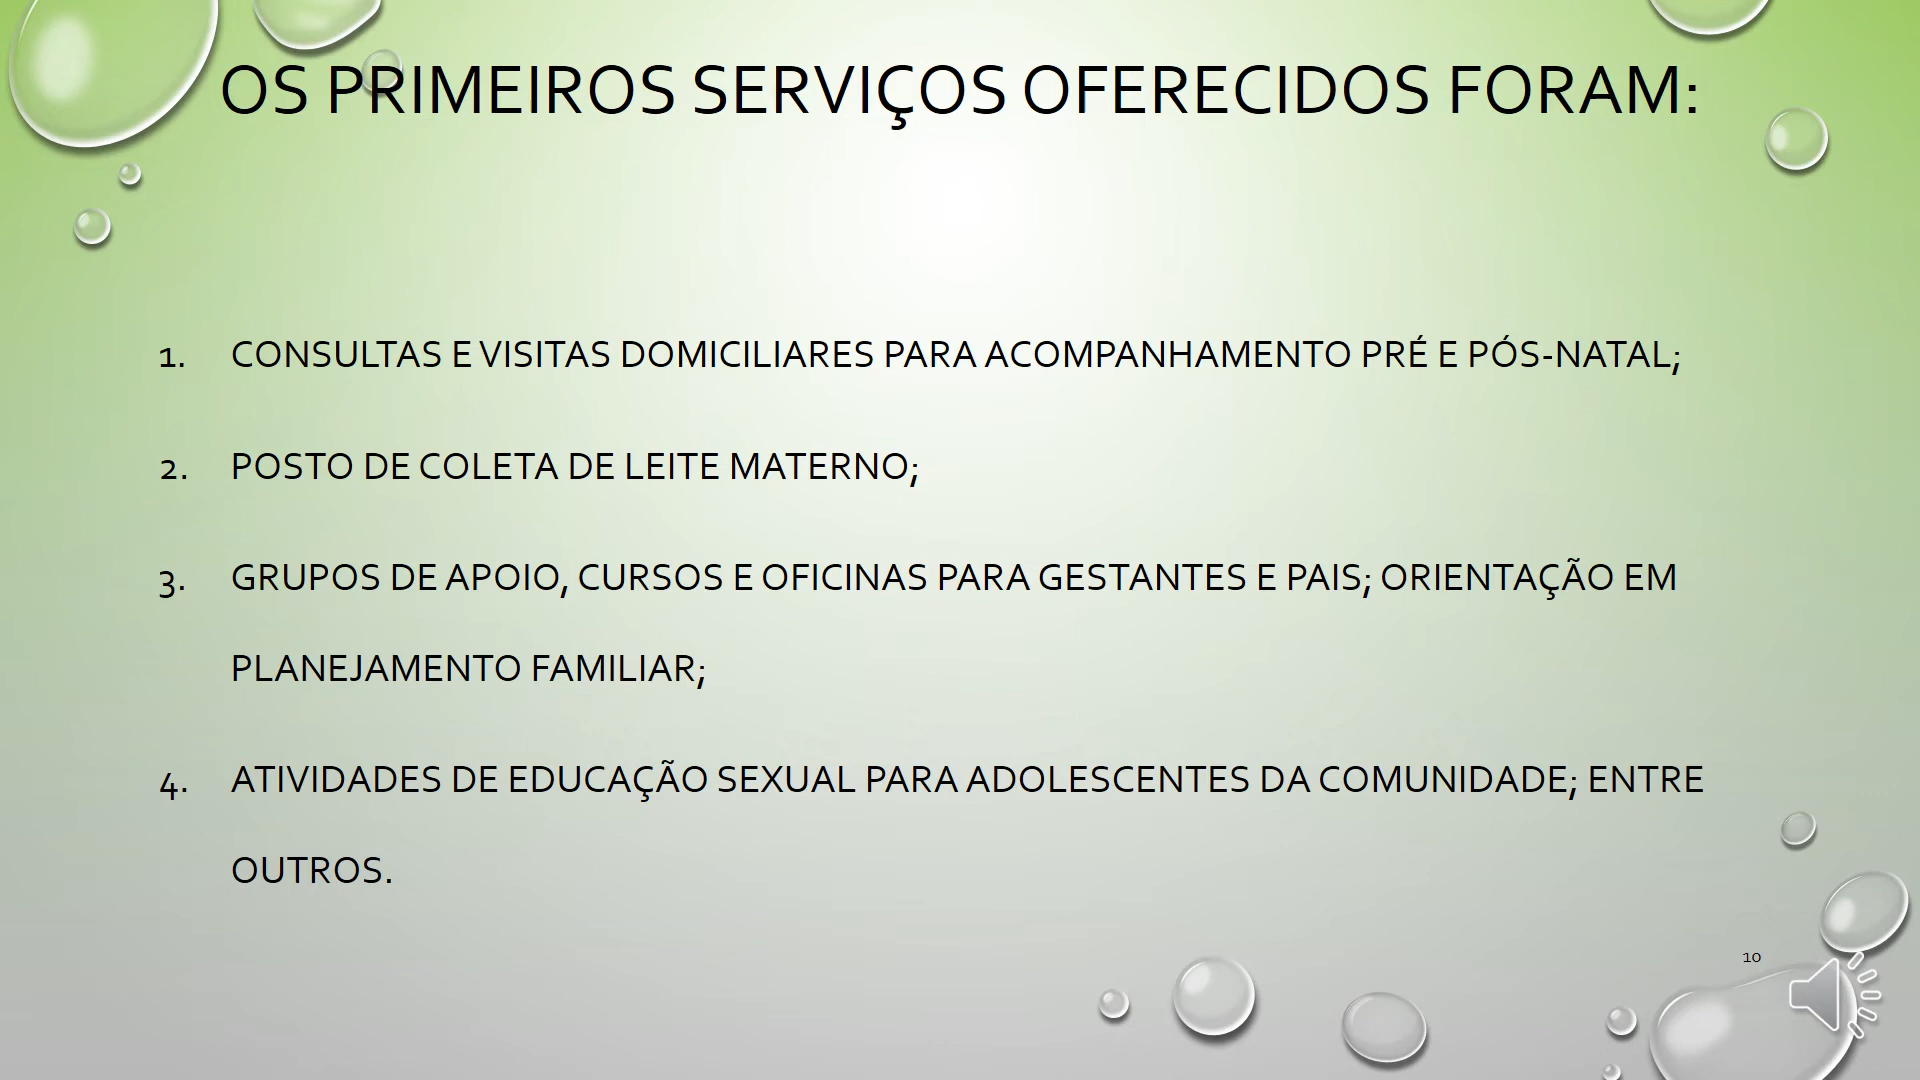 OS PRIMEIROS SERVIÇOS OFERECIDOS FORAM:
1. CONSULTAS E VISITAS DOMICILIARES PARA ACOMPANHAMENTO PRÉ E PÓS-NATAL;
2. POSTO DE COLETA DE LEITE MATERNO;
3. GRUPOS DE APOIO, CURSOS E OFICINAS PARA GESTANTES E PAIS; ORIENTAÇÃO EM
PLANEJAMENTO FAMILIAR;
4. ATIVIDADES DE EDUCAÇÃO SEXUAL PARA ADOLESCENTES DA COMUNIDADE; ENTRE
OUTROS.
10